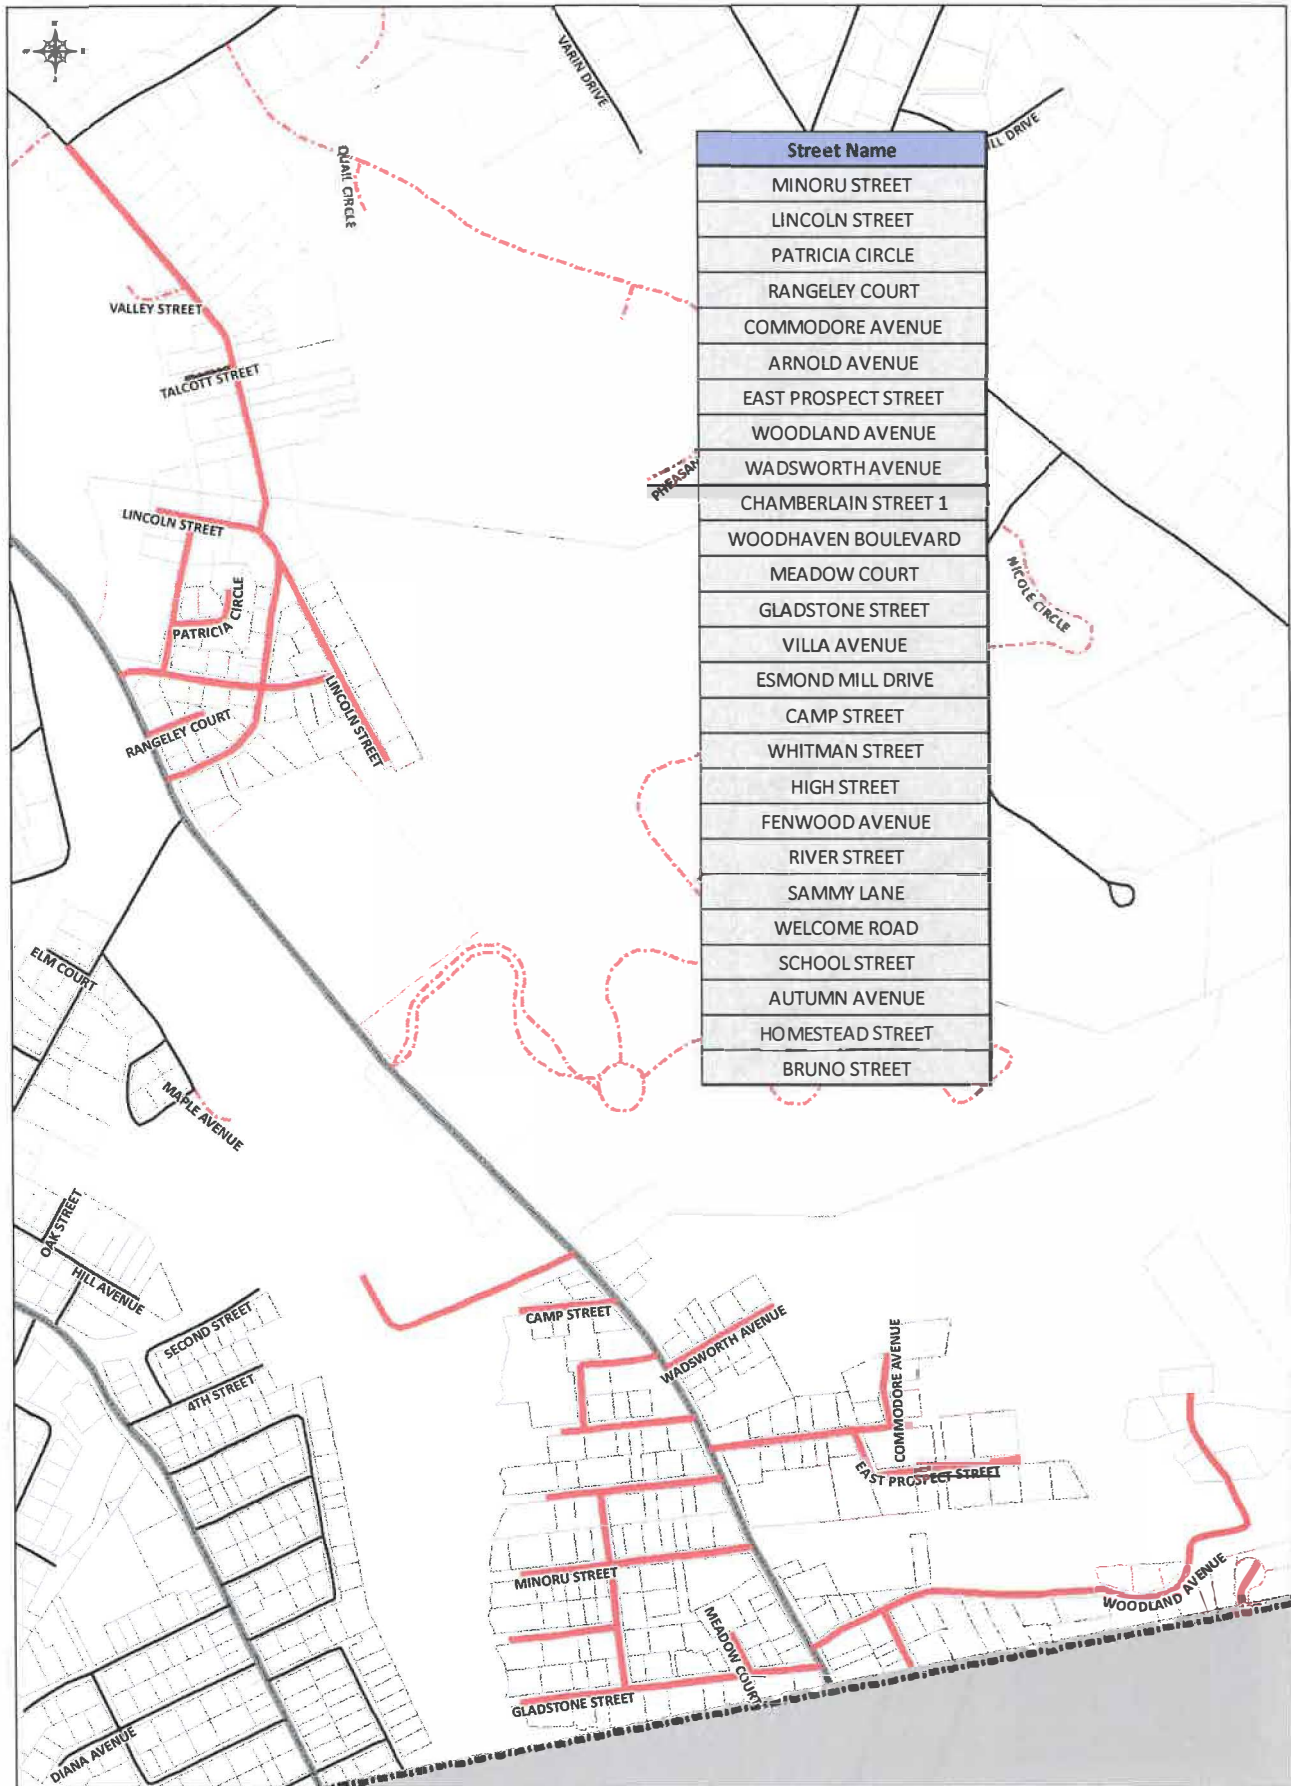 VARIN DRIVE
ILL DRIVE
QUAIL CIRCLE
Street Name
MINORU STREET
LINCOLN STREET
PATRICIA CIRCLE
RANGELEY COURT
COMMODORE AVENUE
ARNOLD AVENUE
EAST PROSPECT STREET
WOODLAND AVENUE
WADSWORTH AVENUE
CHAMBERLAIN STREET 1
WOODHAVEN BOULEVARD
MEADOW COURT
GLADSTONE STREET
VILLA AVENUE
ESMOND MILL DRIVE
CAMP STREET
WHITMAN STREET
HIGH STREET
FENWOOD AVENUE
RIVER STREET
SAMMY LANE
WELCOME ROAD
SCHOOL STREET
AUTUMN AVENUE
HOMESTEAD STREET
BRUNO STREET
VALLEY STREET
TALCOTT STREET
PHEASAN
LINCOLN STREET
NICOLE CIRCLE
PATRICIA CIRCLE
RANGELEY COURT
LINCOLN STREET
ELM COURT
MAPLE AVENUE
OAK STREET
HILL AVENUE
SECOND STREET
4TH STREET
CAMP STREET
WADSWORTH AVENUE
COMMODORE AVENUE
EAST PROSPECT STREET
MINORU STREET
WOODLAND AVENUE
MEADOW COURT
GLADSTONE STREET
DIANA AVENUE